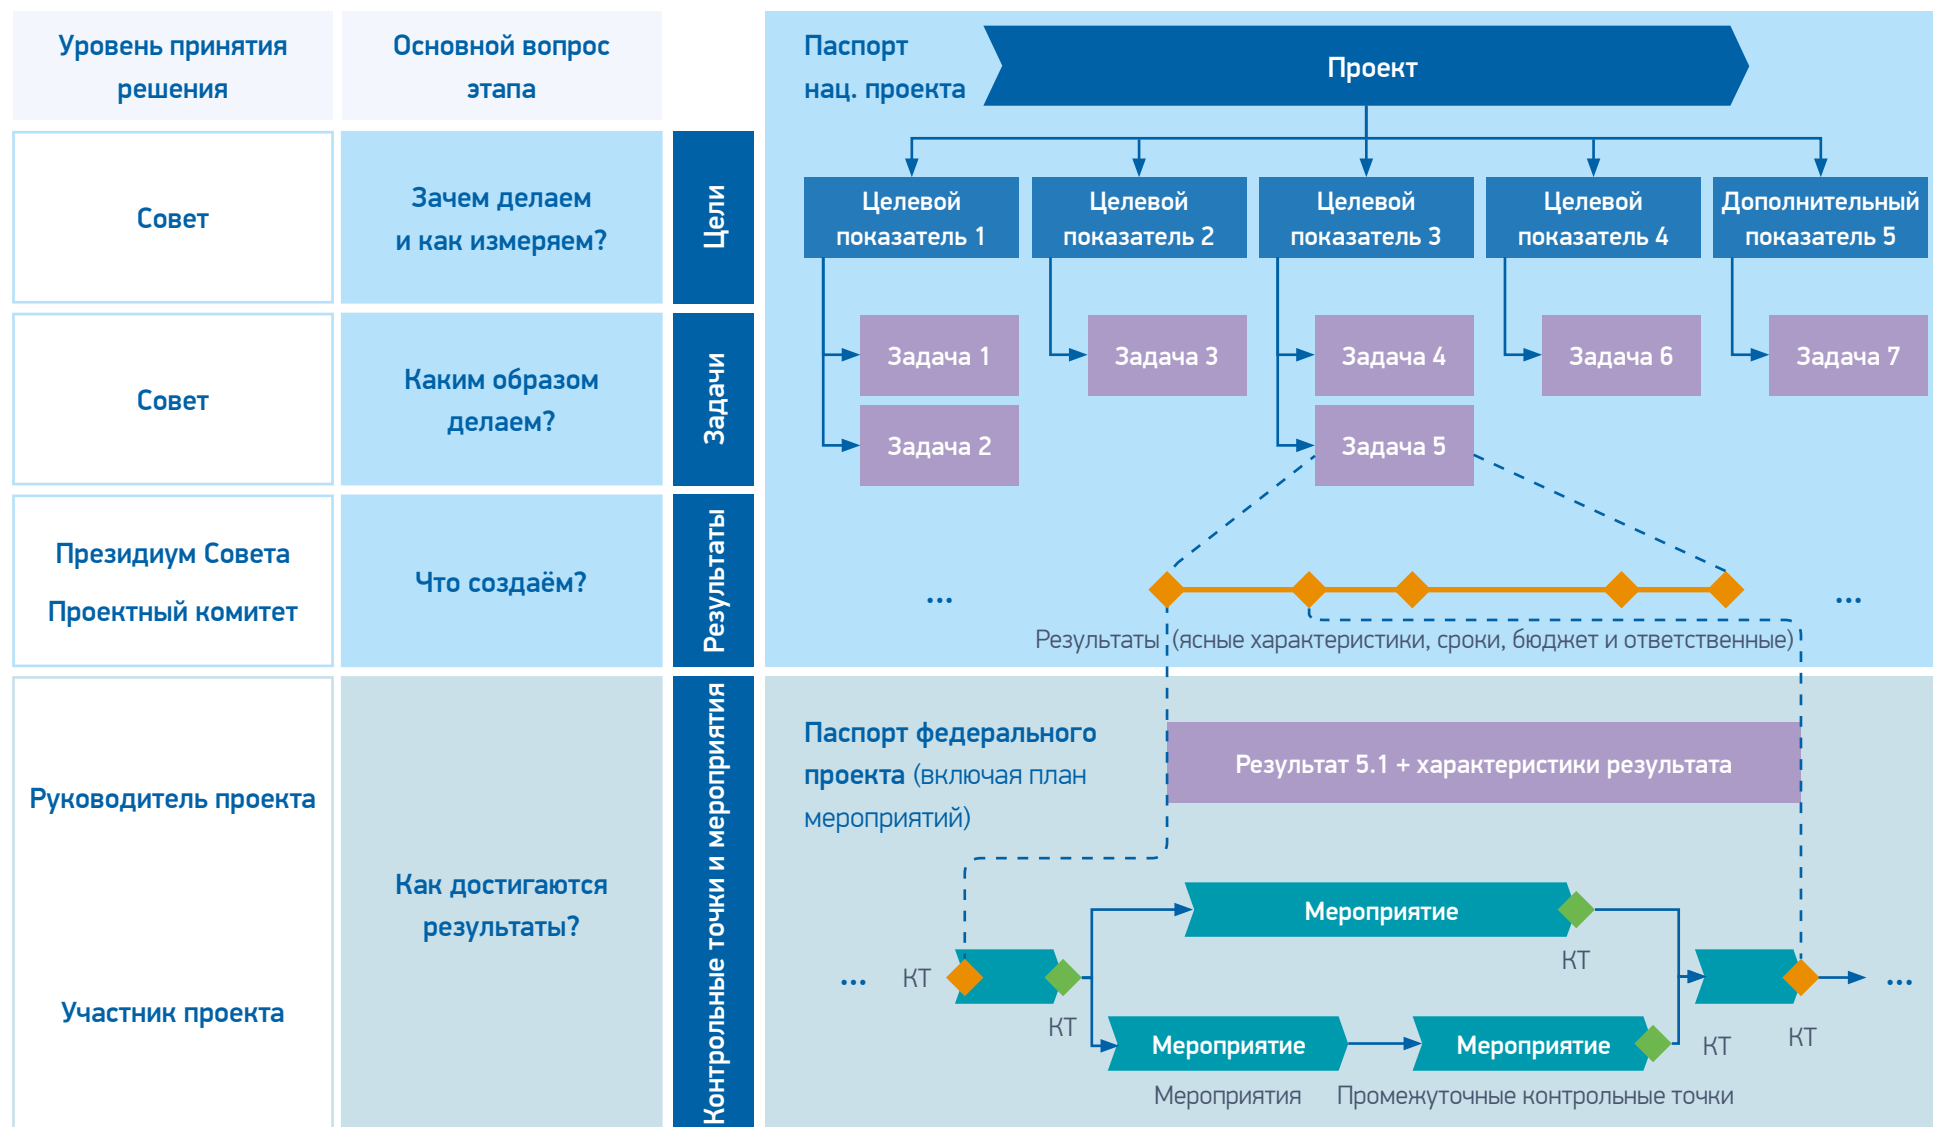 Уровень принятия
решения
Основной вопрос
этапа
Паспорт
нац. проекта
Проект
Совет
Зачем делаем
и как измеряем?
Цели
Целевой
показатель 1
Целевой
показатель 2
Целевой
показатель 3
Целевой
показатель 4
Дополнительный
показатель 5
Совет
Каким образом
делаем?
Задачи
Задача 1
Задача 3
Задача 4
Задача 6
Задача 7
Задача 2
Задача 5
Президиум Совета
Проектный комитет
Что создаём?
Результаты
...
...
Результаты (ясные характеристики, сроки, бюджет и ответственные)
Руководитель проекта
Участник проекта
Как достигаются
результаты?
Контрольные точки и мероприятия
Паспорт федерального
проекта (включая план
мероприятий)
Результат 5.1 + характеристики результата
Мероприятие
КТ
...
КТ
КТ
...
КТ
КТ
Мероприятие
Мероприятие
Мероприятия
Промежуточные контрольные точки